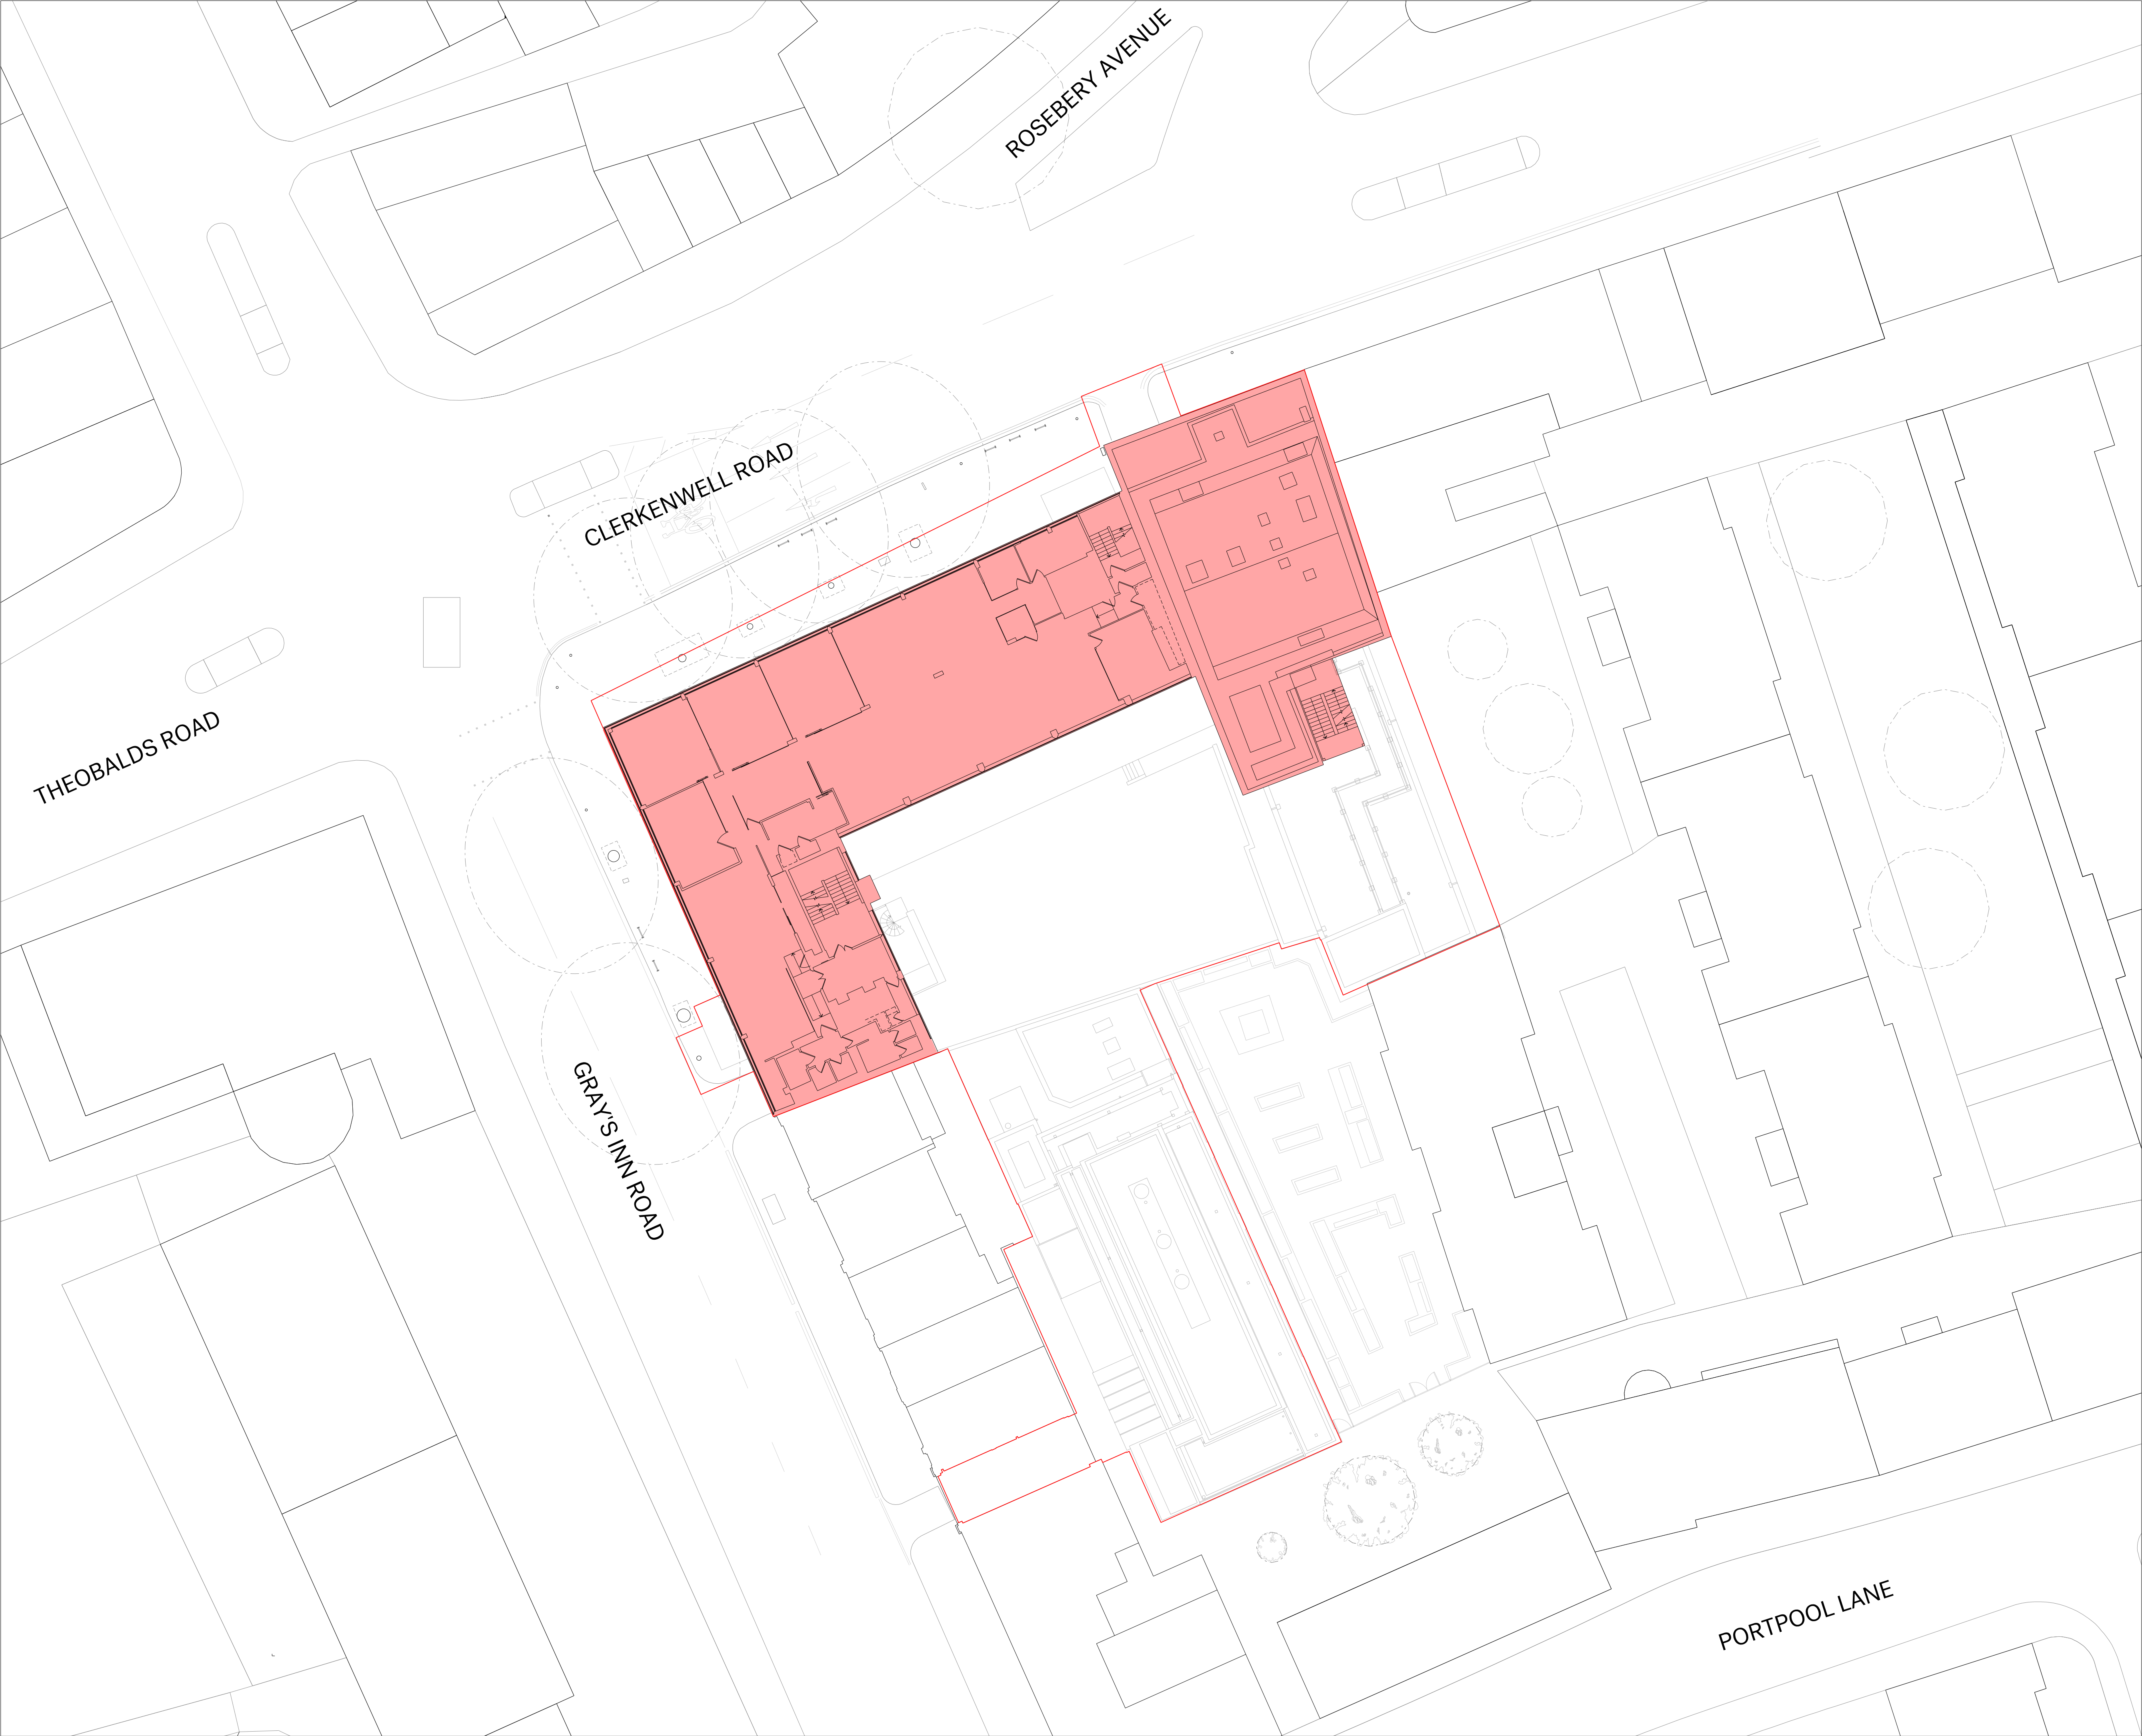 ROSEBERY AVENUE
CLERKENWELL ROAD
THEOBALDS ROAD
GRAY'S INN ROAD
PORTPOOL LANE